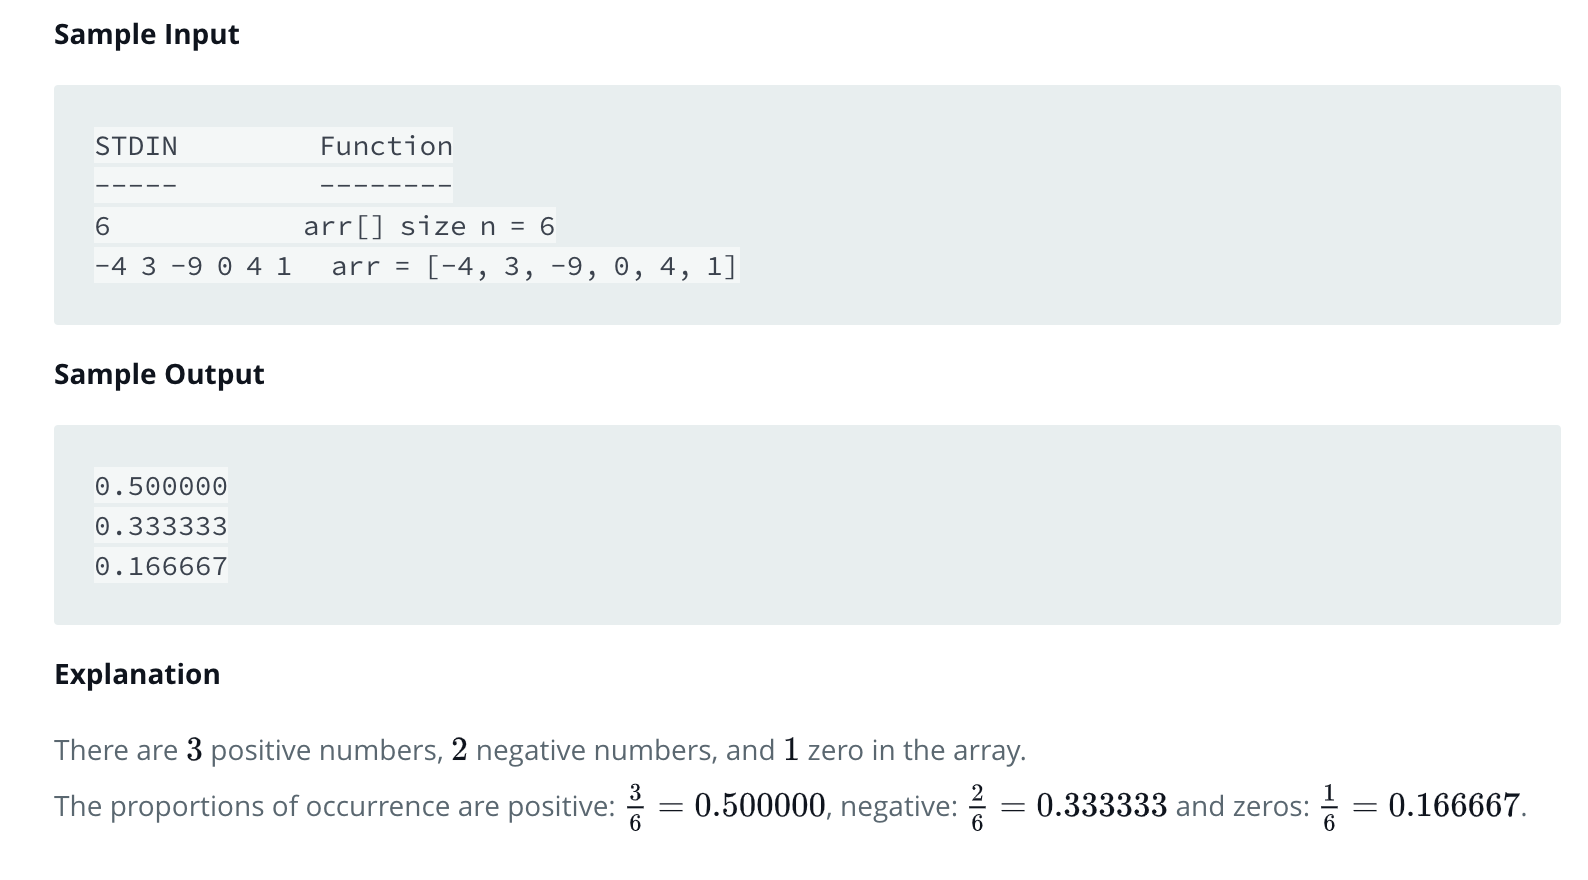 Sample Input
STDIN Function
----- --------
6 arr[] size n = 6
-4 3 -9 0 4 1 arr = [-4, 3, -9, 0, 4, 1]
Sample Output
0.500000
0.333333
0.166667
Explanation
There are 3 positive numbers, 2 negative numbers, and 1 zero in the array.
The proportions of occurrence are positive: 3/6 = 0.500000, negative: 2/6 = 0.333333 and zeros: 1/6 = 0.166667.